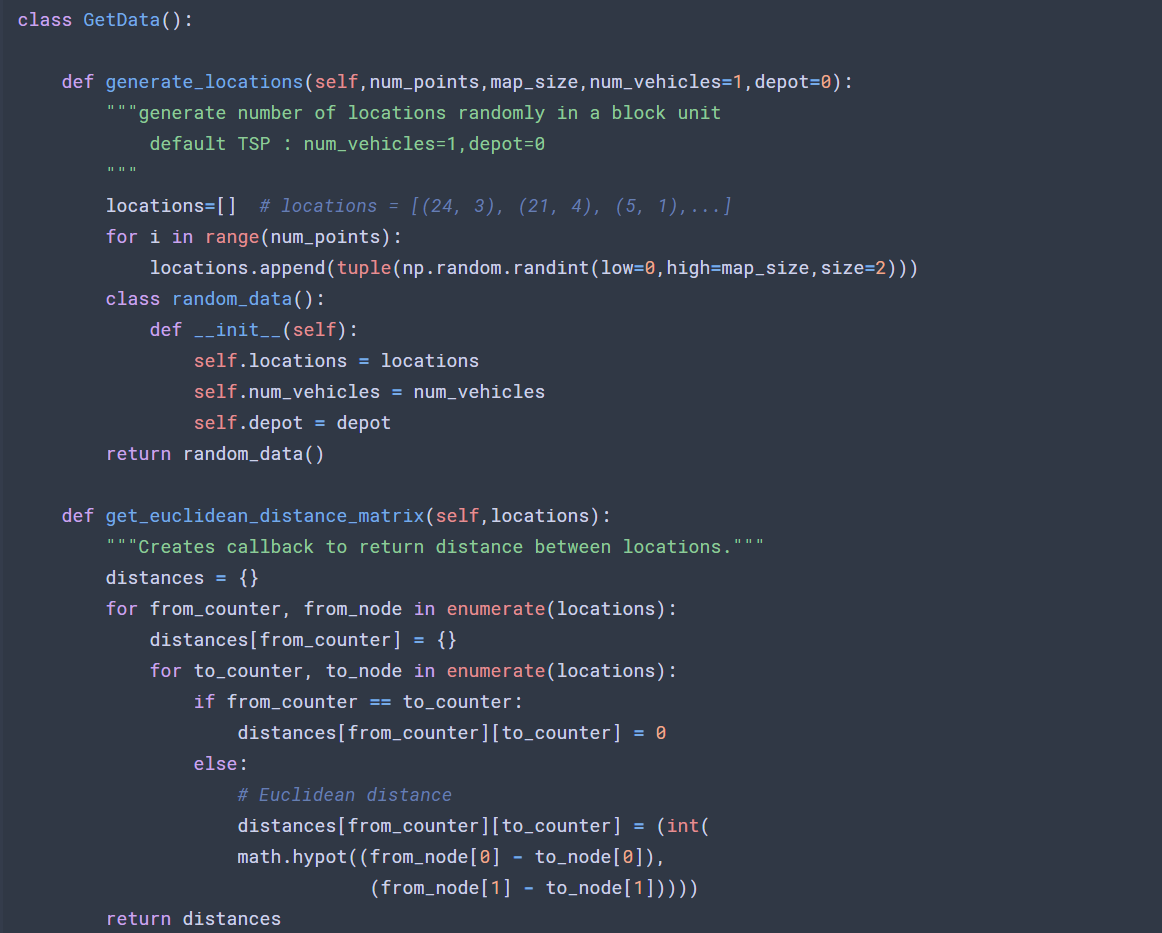 class GetData():
def generate_locations(self,num_points,map_size,num_vehicles=1,depot=0):
"""generate number of locations randomly in a block unit
default TSP : num_vehicles=1,depot=0
"""
locations=[]  # locations = [(24, 3), (21, 4), (5, 1),...]
for i in range(num_points):
locations.append(tuple(np.random.randint(low=0,high=map_size,size=2)))
class random_data():
def __init__(self):
self.locations = locations
self.num_vehicles = num_vehicles
self.depot = depot
return random_data()
def get_euclidean_distance_matrix(self,locations):
"""Creates callback to return distance between locations."""
distances = {}
for from_counter, from_node in enumerate(locations):
distances[from_counter] = {}
for to_counter, to_node in enumerate(locations):
if from_counter == to_counter:
distances[from_counter][to_counter] = 0
else:
# Euclidean distance
distances[from_counter][to_counter] = (int(
math.hypot((from_node[0] - to_node[0]),
(from_node[1] - to_node[1]))))
return distances